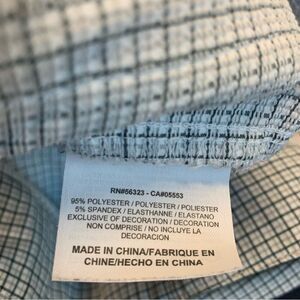 RN#56323 - CA#05553
95% POLYESTER / POLYESTER / POLIESTER
5% SPANDEX / ELASTHANNE / ELASTANO
EXCLUSIVE OF DECORATION / DECORATION
NON COMPRISE / NO INCLUYE LA
DECORACION
MADE IN CHINA/FABRIQUE EN
CHINE/HECHO EN CHINA